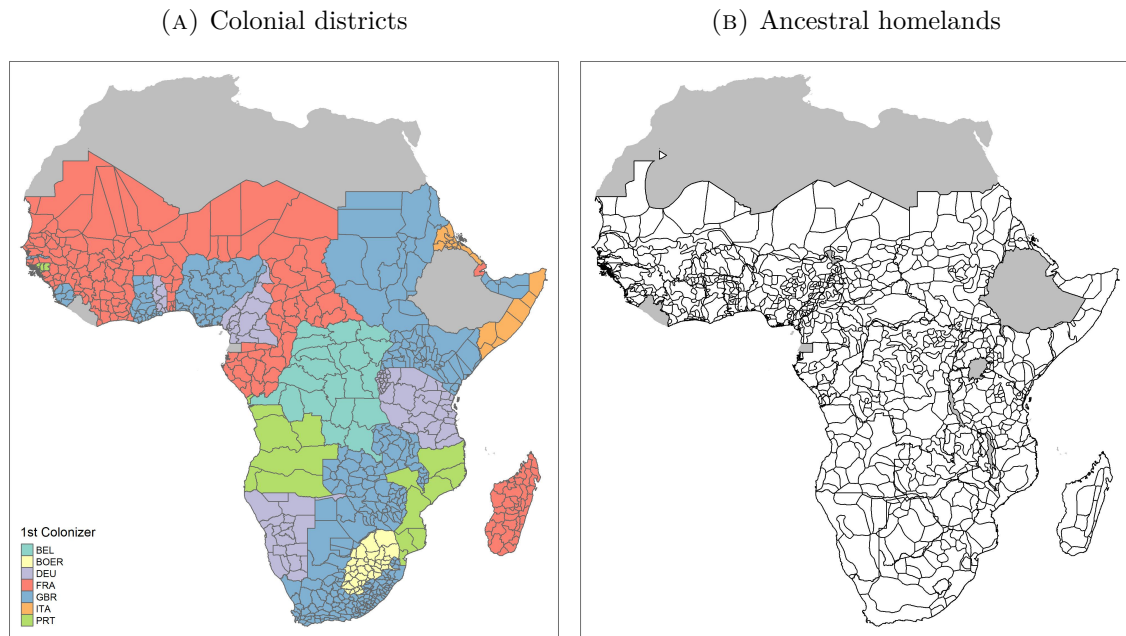 (A) Colonial districts
(B) Ancestral homelands
1st Colonizer
BEL
BOER
DEU
FRA
GBR
ITA
PRT